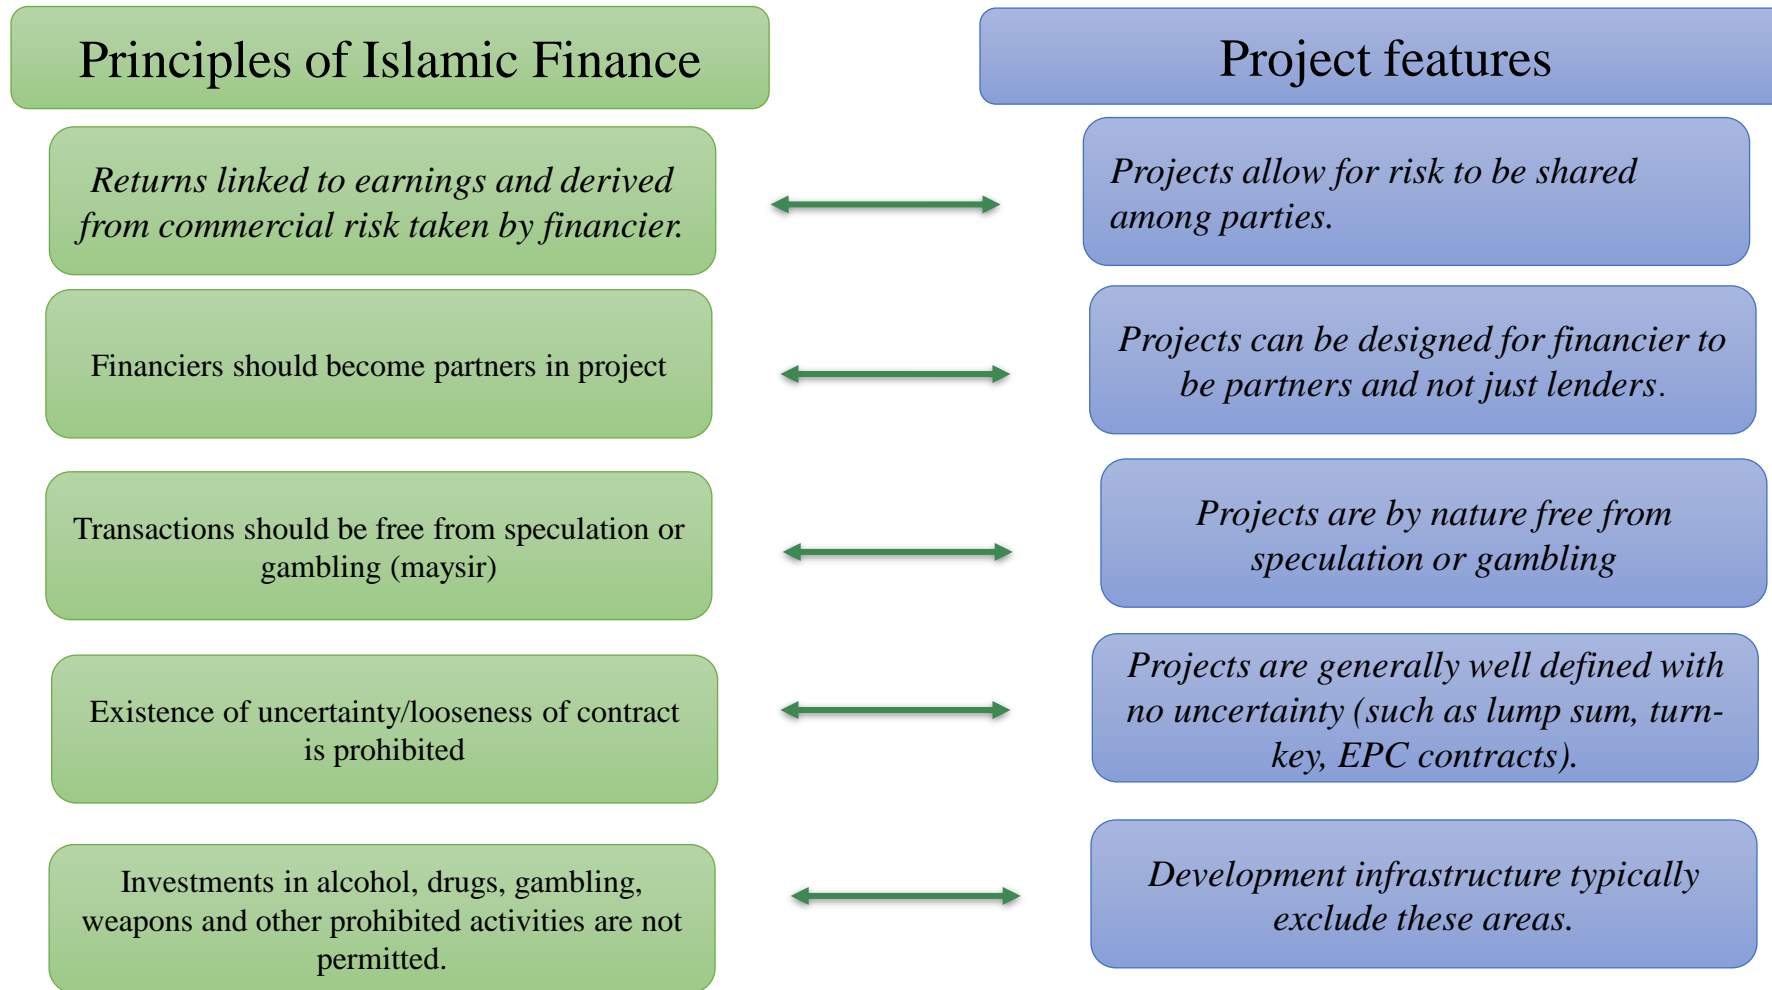 Principles of Islamic Finance
Project features
Returns linked to earnings and derived
from commercial risk taken by financier.
Projects allow for risk to be shared
among parties.
Financiers should become partners in project
Projects can be designed for financier to
be partners and not just lenders.
Transactions should be free from speculation or
gambling (maysir)
Projects are by nature free from
speculation or gambling
Existence of uncertainty/looseness of contract
is prohibited
Projects are generally well defined with
no uncertainty (such as lump sum, turn-
key, EPC contracts).
Investments in alcohol, drugs, gambling,
weapons and other prohibited activities are not
permitted.
Development infrastructure typically
exclude these areas.